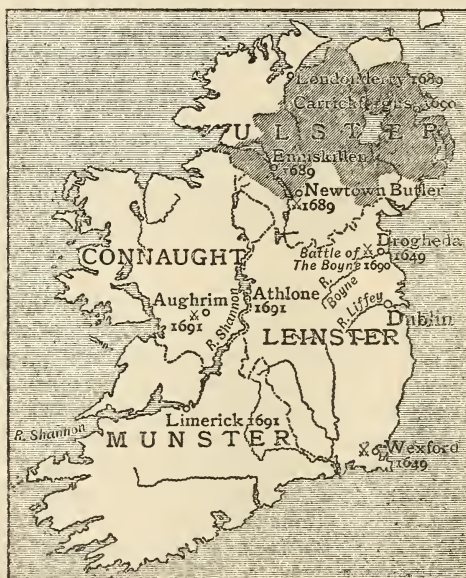 Londonderry 1689
Carrickfergus 1690
ULSTER
Enniskillen
1689
Newtown Butler
1689
Drogheda
1649
Battle of
The Boyne 1690
R. Boyne
CONNAUGHT
Athlone
1691
Aughrim
1691
R. Shannon
R. Liffey
Dublin
LEINSTER
Limerick 1691
R. Shannon
MUNSTER
Wexford
1649